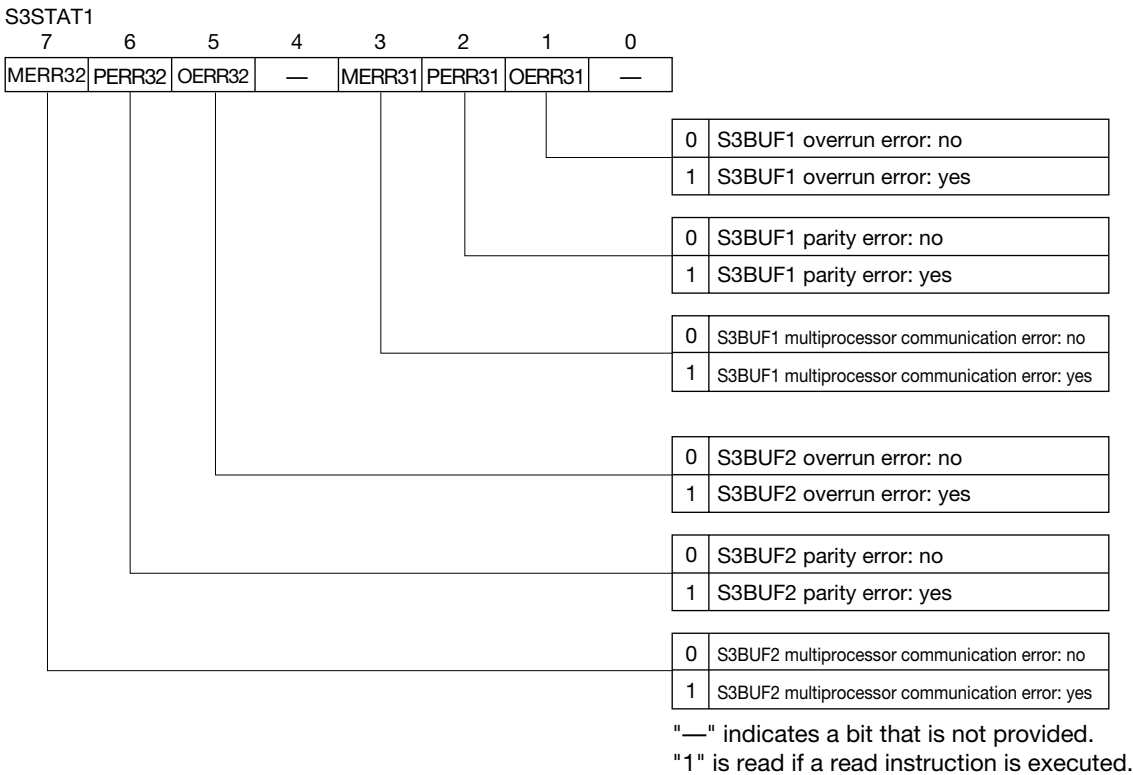 S3STAT1
7 6 5 4 3 2 1 0
MERR32 PERR32 OERR32 — MERR31 PERR31 OERR31 —
0 S3BUF1 overrun error: no
1 S3BUF1 overrun error: yes
0 S3BUF1 parity error: no
1 S3BUF1 parity error: yes
0 S3BUF1 multiprocessor communication error: no
1 S3BUF1 multiprocessor communication error: yes
0 S3BUF2 overrun error: no
1 S3BUF2 overrun error: yes
0 S3BUF2 parity error: no
1 S3BUF2 parity error: yes
0 S3BUF2 multiprocessor communication error: no
1 S3BUF2 multiprocessor communication error: yes
"—" indicates a bit that is not provided.
"1" is read if a read instruction is executed.